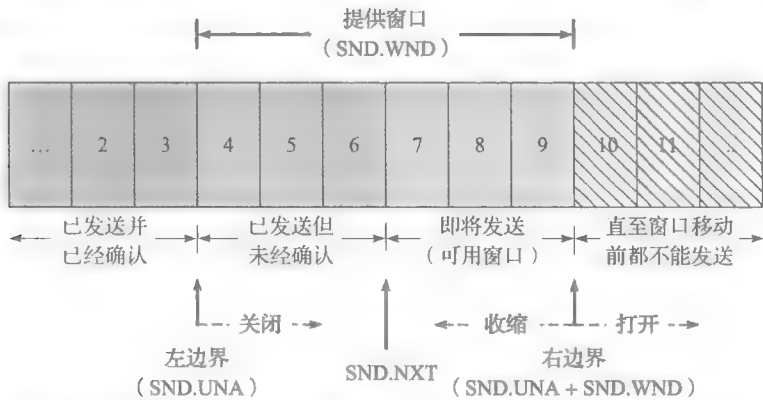 提供窗口
（SND.WND）
… 2 3 4 5 6 7 8 9 10 11 ..
已发送并
已经确认
已发送但
未经确认
即将发送
（可用窗口）
直至窗口移动
前都不能发送
关闭
收缩
打开
左边界
（SND.UNA）
SND.NXT
右边界
（SND.UNA + SND.WND）